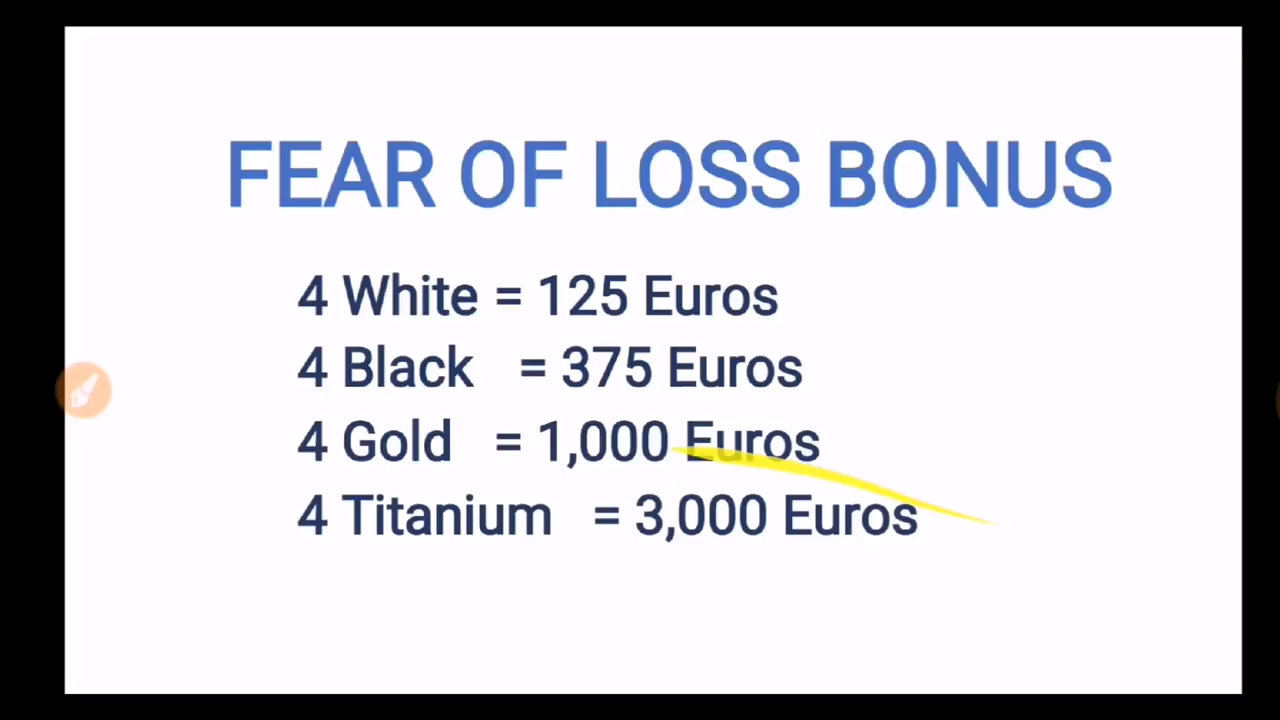 FEAR OF LOSS BONUS
4 White = 125 Euros
4 Black = 375 Euros
4 Gold = 1,000 Euros
4 Titanium = 3,000 Euros